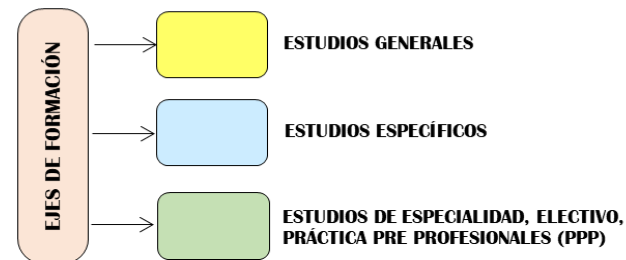 EJES DE FORMACIÓN
ESTUDIOS GENERALES
ESTUDIOS ESPECÍFICOS
ESTUDIOS DE ESPECIALIDAD, ELECTIVO,
PRÁCTICA PRE PROFESIONALES (PPP)